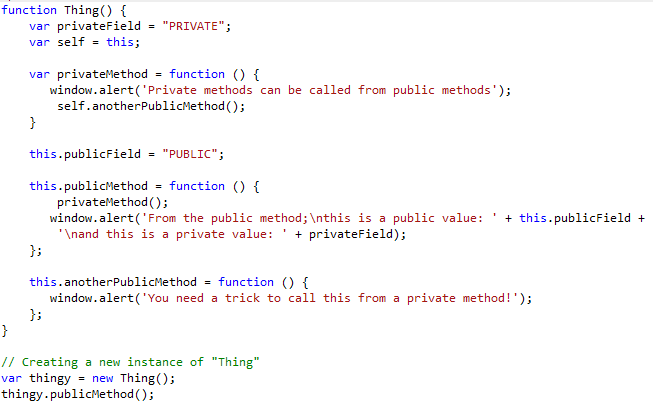 function Thing() {
    var privateField = "PRIVATE";
    var self = this;

    var privateMethod = function () {
       window.alert('Private methods can be called from public methods');
        self.anotherPublicMethod();
    }

    this.publicField = "PUBLIC";

    this.publicMethod = function () {
        privateMethod();
       window.alert('From the public method;\nthis is a public value: ' + this.publicField +
        '\nand this is a private value: ' + privateField);
    };

    this.anotherPublicMethod = function () {
       window.alert('You need a trick to call this from a private method!');
    };
}

// Creating a new instance of "Thing"
var thingy = new Thing();
thingy.publicMethod();